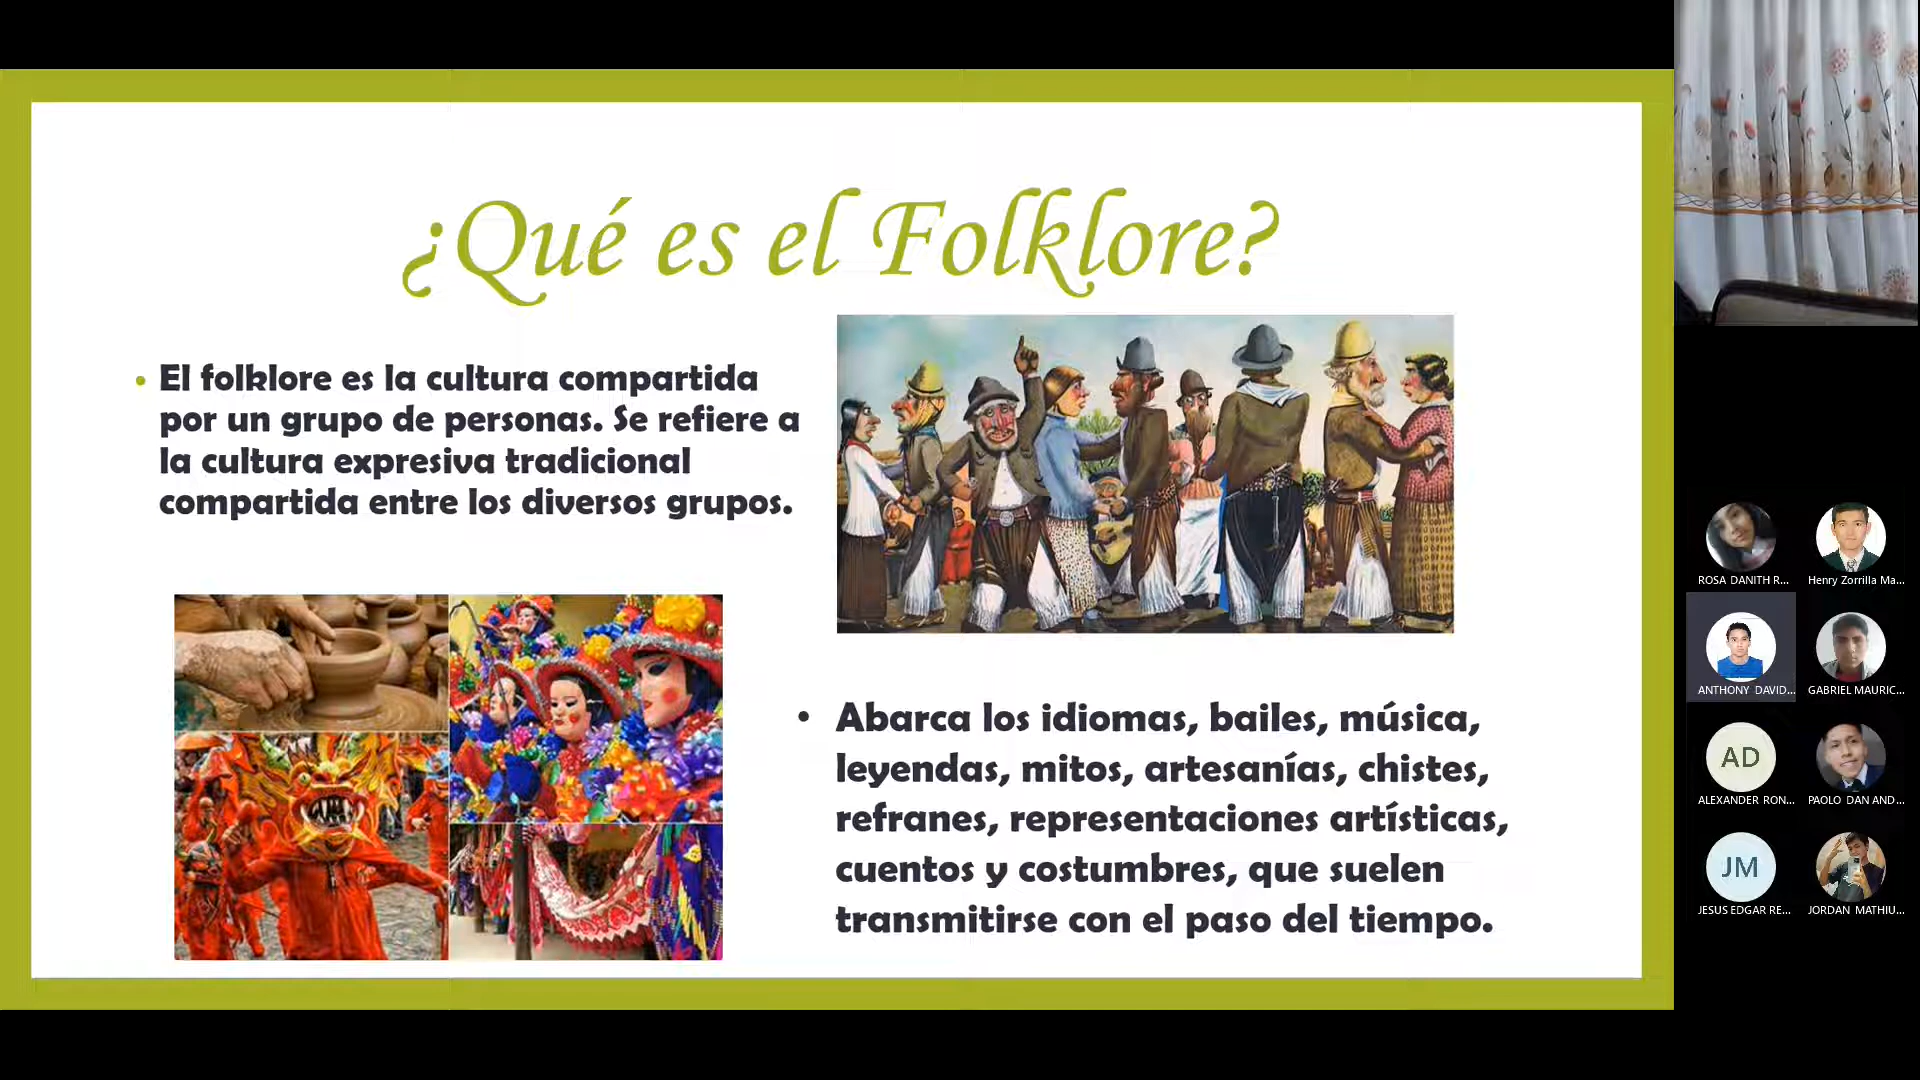 ¿Qué es el Folklore?
• El folklore es la cultura compartida
por un grupo de personas. Se refiere a
la cultura expresiva tradicional
compartida entre los diversos grupos.
• Abarca los idiomas, bailes, música,
leyendas, mitos, artesanías, chistes,
refranes, representaciones artísticas,
cuentos y costumbres, que suelen
transmitirse con el paso del tiempo.
ROSA DANITH R...
Henry Zorrilla Ma...
ANTHONY DAVID...
GABRIEL MAURIC...
AD
ALEXANDER RON...
PAOLO DAN AND...
JM
JESUS EDGAR RE...
JORDAN MATHIU...